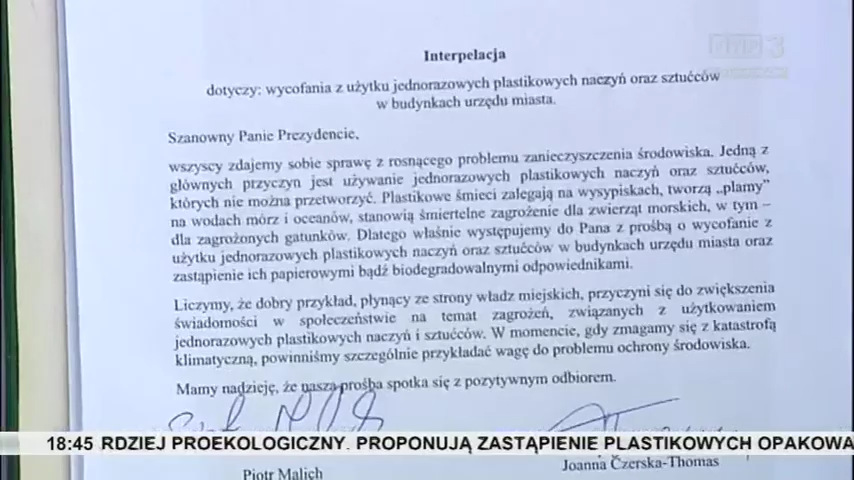 TVP3
Interpelacja
dotyczy: wycofania z użytku jednorazowych plastikowych naczyń oraz sztućców
w budynkach urzędu miasta.
Szanowny Panie Prezydencie,
wszyscy zdajemy sobie sprawę z rosnącego problemu zanieczyszczenia środowiska. Jedną z
głównych przyczyn jest używanie jednorazowych plastikowych naczyń oraz sztućców,
których nie można przetworzyć. Plastikowe śmieci zalegają na wysypiskach, tworzą „plamy”
na wodach mórz i oceanów, stanowią śmiertelne zagrożenie dla zwierząt morskich, w tym –
dla zagrożonych gatunków. Dlatego właśnie występujemy do Pana z prośbą o wycofanie z
użytku jednorazowych plastikowych naczyń oraz sztućców w budynkach urzędu miasta oraz
zastąpienie ich papierowymi bądź biodegradowalnymi odpowiednikami.
Liczymy, że dobry przykład, płynący ze strony władz miejskich, przyczyni się do zwiększenia
świadomości w społeczeństwie na temat zagrożeń, związanych z użytkowaniem
jednorazowych plastikowych naczyń i sztućców. W momencie, gdy zmagamy się z katastrofą
klimatyczną, powinniśmy szczególnie przykładać wagę do problemu ochrony środowiska.
Mamy nadzieję, że nasza prośba spotka się z pozytywnym odbiorem.
18:45 RDZIEJ PROEKOLOGICZNY. PROPONUJĄ ZASTĄPIENIE PLASTIKOWYCH OPAKOWA
Piotr Malich
Joanna Czerska-Thomas